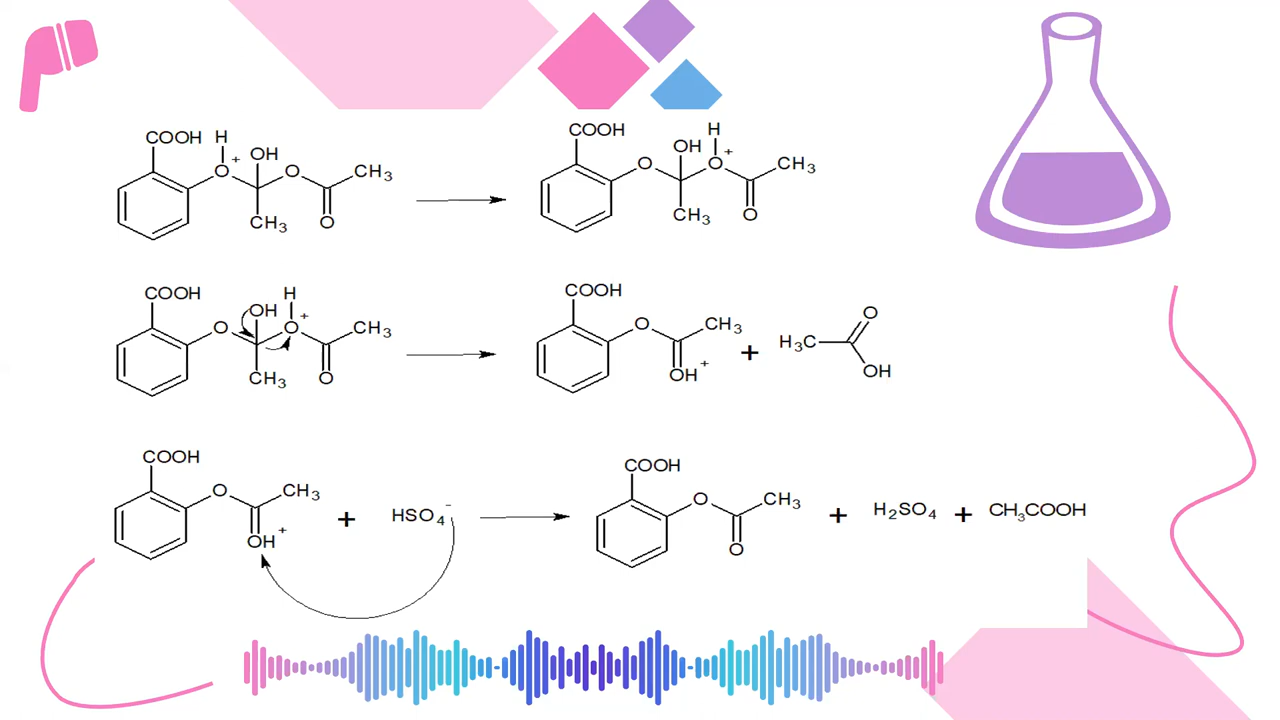 COOH H
+ OH
O O CH₃
CH₃ O
COOH H
OH +
O O CH₃
CH₃ O
COOH H
OH +
O O CH₃
CH₃ O
COOH
O CH₃
OH +
+
O
H₃C
OH
COOH
O CH₃
OH +
+ HSO₄⁻
COOH
O CH₃
O
+ H₂SO₄ + CH₃COOH